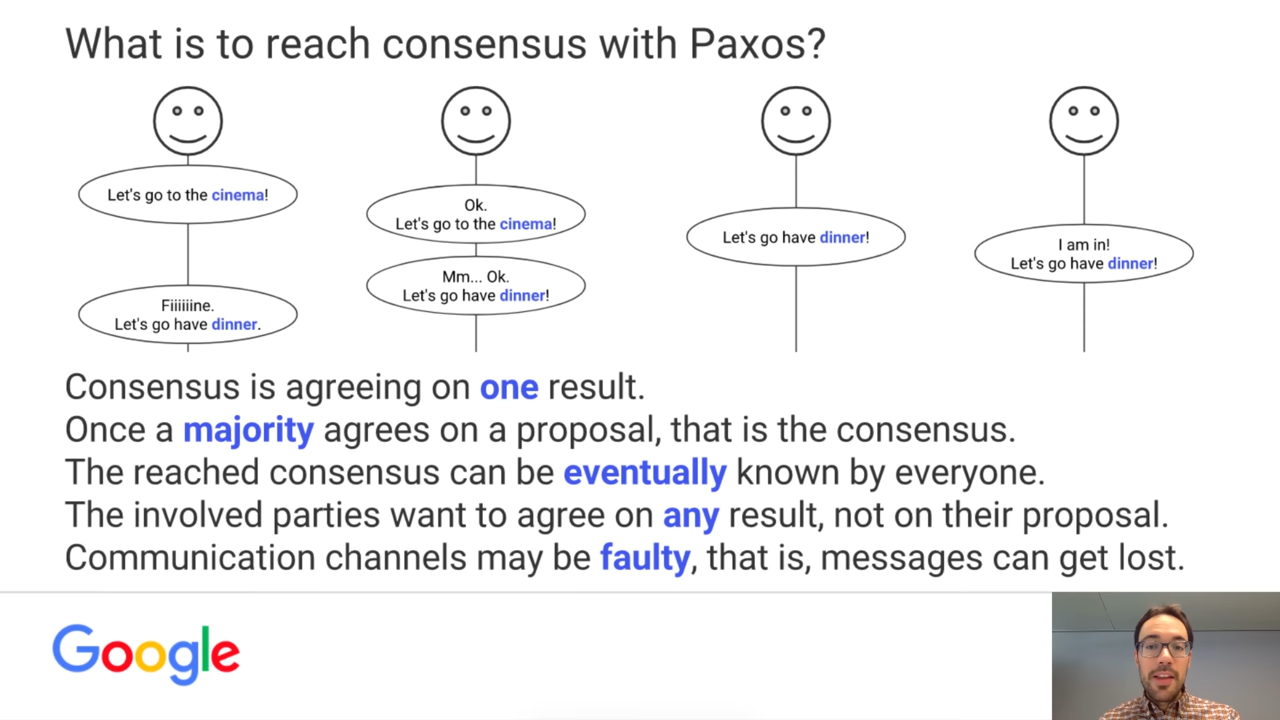 What is to reach consensus with Paxos?
Let's go to the cinema!
Fiiiiiine.
Let's go have dinner.
Ok.
Let's go to the cinema!
Mm... Ok.
Let's go have dinner!
Let's go have dinner!
I am in!
Let's go have dinner!
Consensus is agreeing on one result.
Once a majority agrees on a proposal, that is the consensus.
The reached consensus can be eventually known by everyone.
The involved parties want to agree on any result, not on their proposal.
Communication channels may be faulty, that is, messages can get lost.
Google